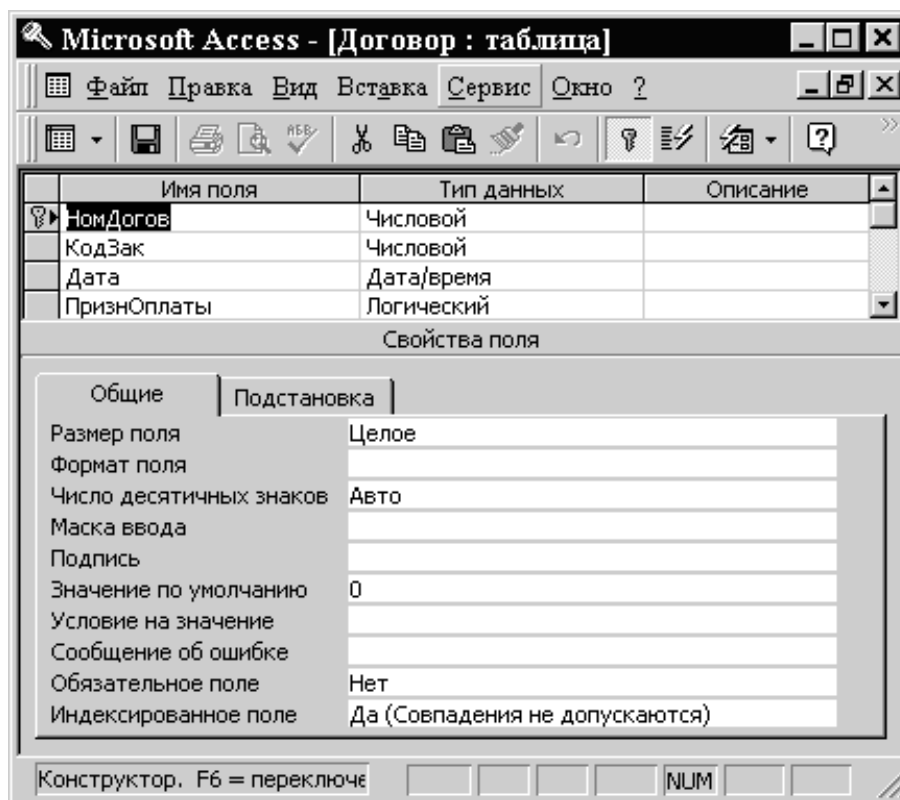 Microsoft Access - [Договор : таблица]
Файл Правка Вид Вставка Сервис Окно ?
Имя поля Тип данных Описание
НомДогов Числовой
КодЗак Числовой
Дата Дата/время
ПризнОплаты Логический
Свойства поля
Общие Подстановка
Размер поля Целое
Формат поля
Число десятичных знаков Авто
Маска ввода
Подпись
Значение по умолчанию 0
Условие на значение
Сообщение об ошибке
Обязательное поле Нет
Индексированное поле Да (Совпадения не допускаются)
Конструктор. F6 = переключе NUM